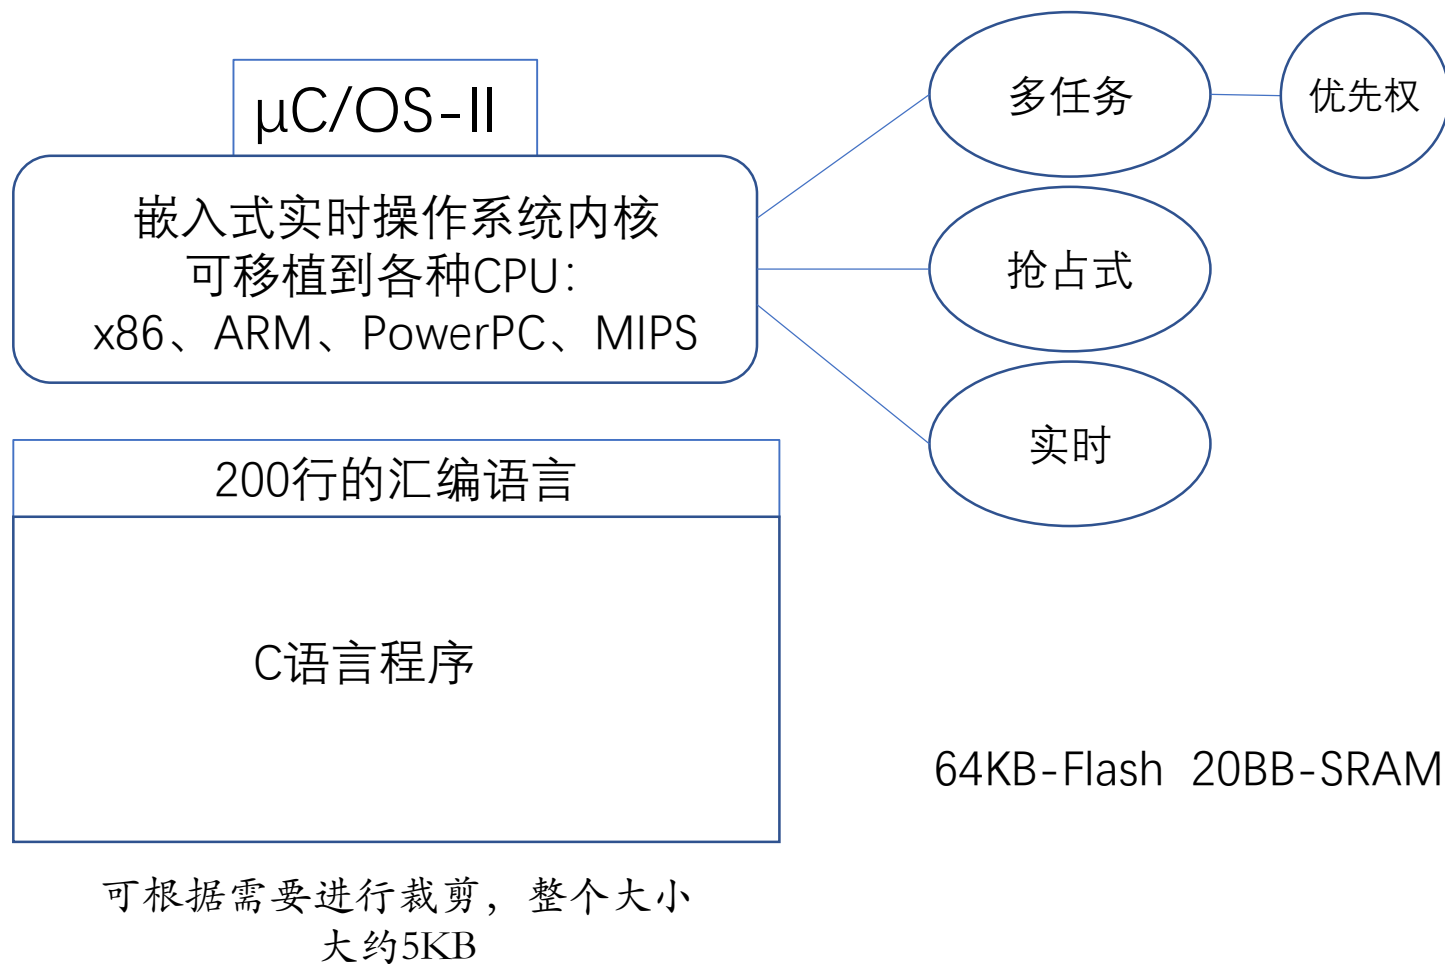 μC/OS-II
嵌入式实时操作系统内核
可移植到各种CPU：
x86、ARM、PowerPC、MIPS
多任务
优先权
抢占式
实时
200行的汇编语言
C语言程序
64KB-Flash 20BB-SRAM
可根据需要进行裁剪，整个大小
大约5KB